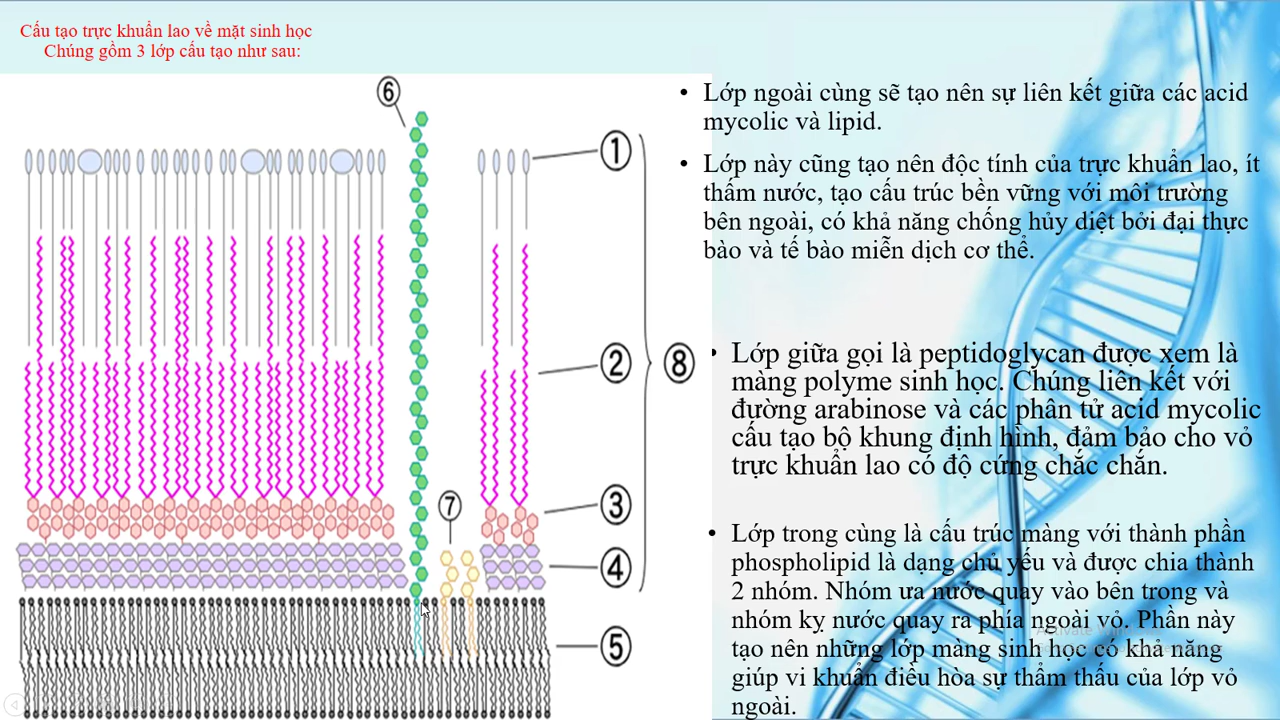 Cấu tạo trực khuẩn lao về mặt sinh học
Chúng gồm 3 lớp cấu tạo như sau:
⑥
①
②
⑧
③
⑦
④
⑤
• Lớp ngoài cùng sẽ tạo nên sự liên kết giữa các acid
mycolic và lipid.
• Lớp này cũng tạo nên độc tính của trực khuẩn lao, ít
thấm nước, tạo cấu trúc bền vững với môi trường
bên ngoài, có khả năng chống hủy diệt bởi đại thực
bào và tế bào miễn dịch cơ thể.
• Lớp giữa gọi là peptidoglycan được xem là
màng polyme sinh học. Chúng liên kết với
đường arabinose và các phân tử acid mycolic
cấu tạo bộ khung định hình, đảm bảo cho vỏ
trực khuẩn lao có độ cứng chắc chắn.
• Lớp trong cùng là cấu trúc màng với thành phần
phospholipid là dạng chủ yếu và được chia thành
2 nhóm. Nhóm ưa nước quay vào bên trong và
nhóm kỵ nước quay ra phía ngoài vỏ. Phần này
tạo nên những lớp màng sinh học có khả năng
giúp vi khuẩn điều hòa sự thẩm thấu của lớp vỏ
ngoài.